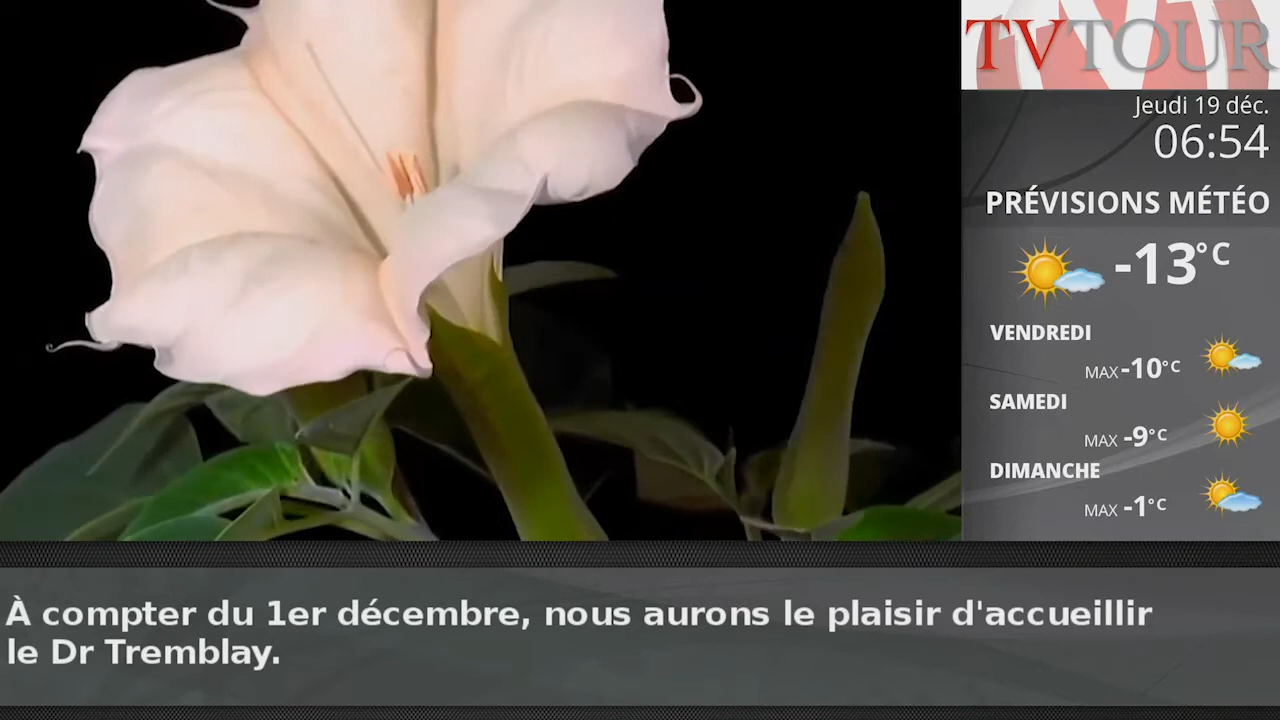 TVTOUR
Jeudi 19 déc.
06:54
PRÉVISIONS MÉTÉO
-13°C
VENDREDI
MAX -10°C
SAMEDI
MAX -9°C
DIMANCHE
MAX -1°C
À compter du 1er décembre, nous aurons le plaisir d'accueillir
le Dr Tremblay.